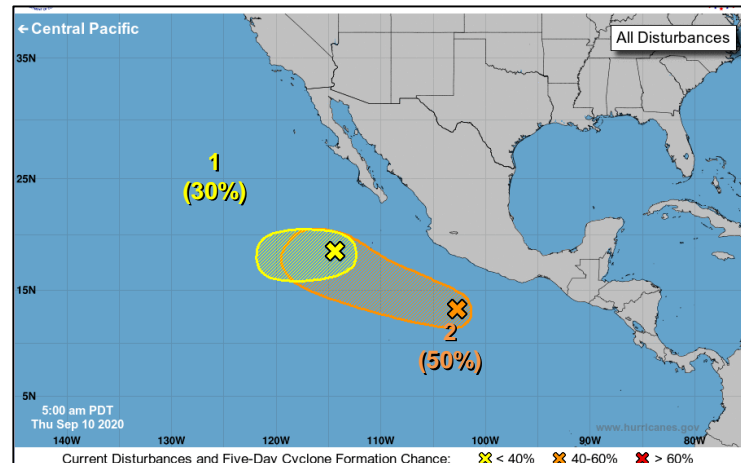 ←Central Pacific
All Disturbances
35N
1
(30%)
25N
15N
2
(50%)
5N
5:00 am PDT
Thu Sep 10 2020
www.hurricanes.gov
140W 130W 120W 110W 100W 90W 80W
Current Disturbances and Five-Day Cyclone Formation Chance: < 40% 40-60% > 60%